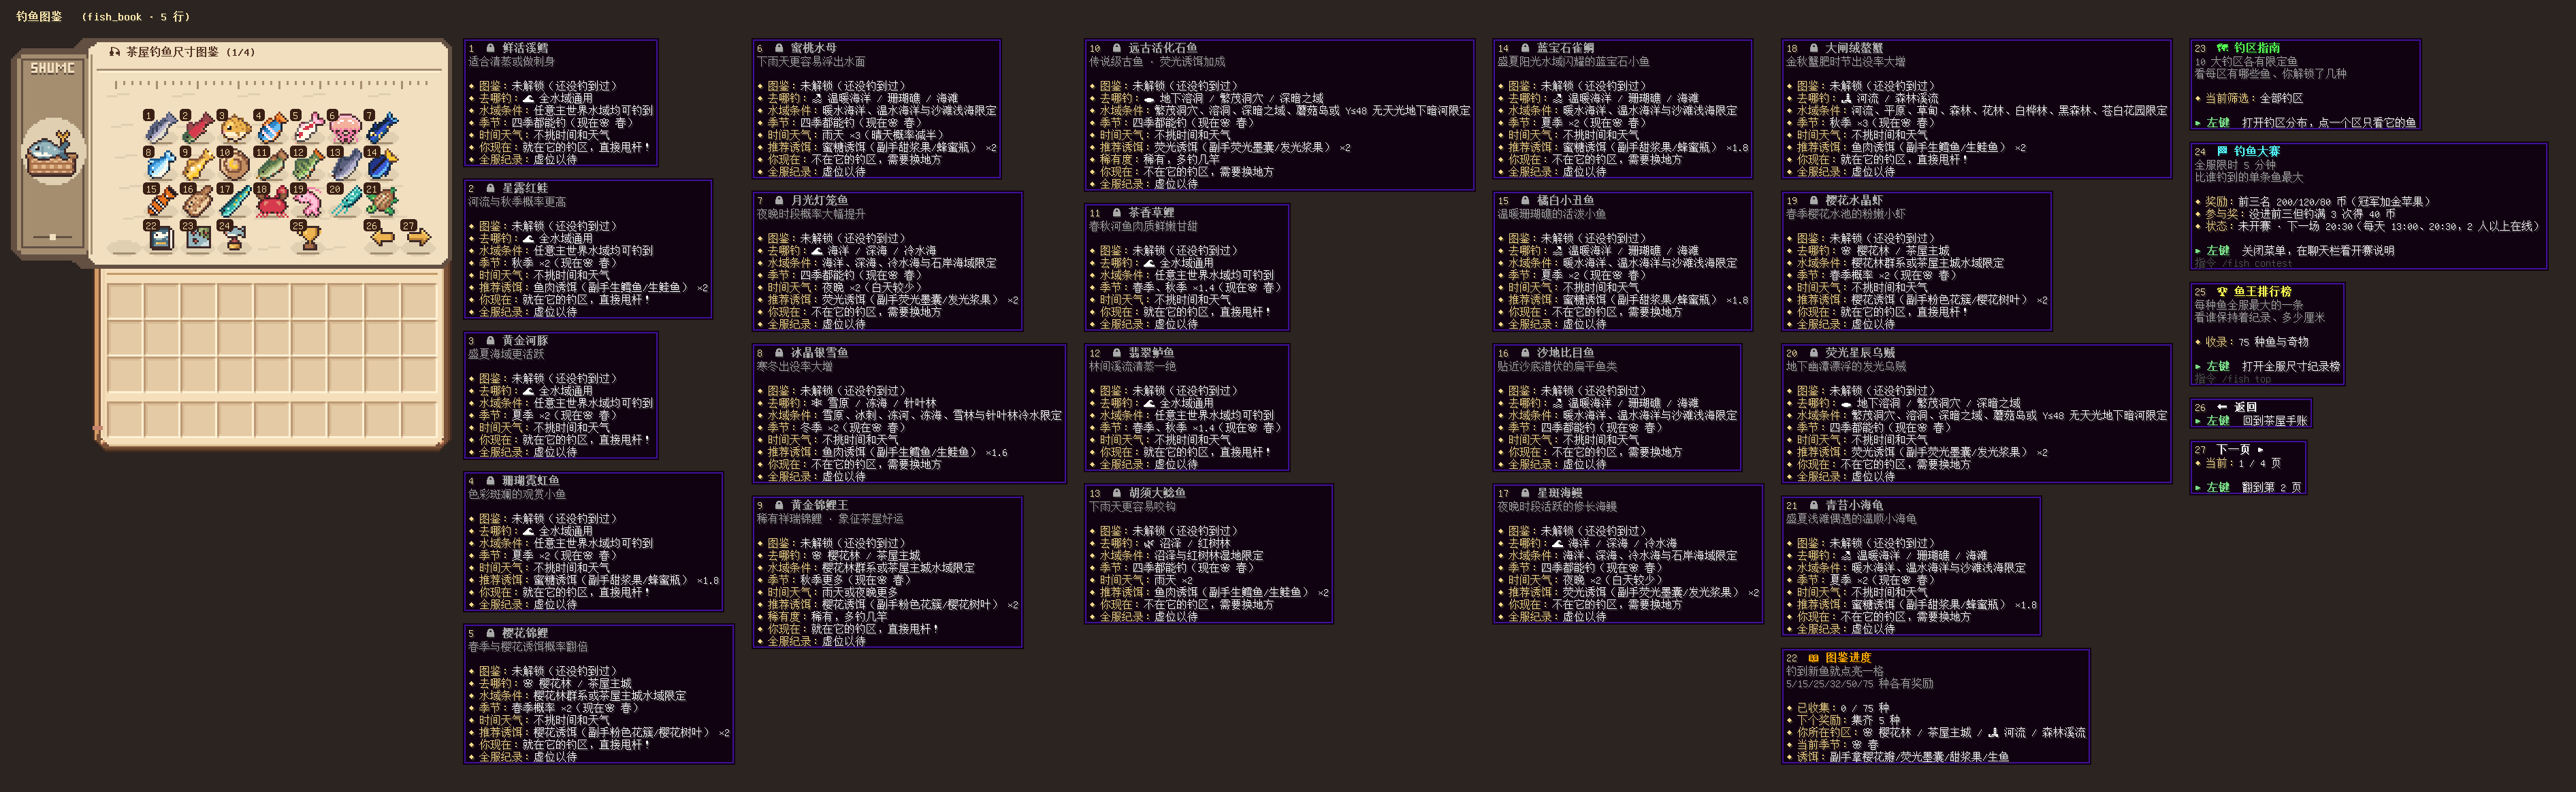 钓鱼图鉴 (fish_book · 5 行)
SHUMC
茶屋钓鱼尺寸图鉴 (1/4)
1 2 3 4 5 6 7
8 9 10 11 12 13 14
15 16 17 18 19 20 21
22 23 24 25 26 27
1 鲜活溪鳕
适合清蒸或做刺身
图鉴：未解锁（还没钓到过）
去哪钓：全水域通用
水域条件：任意主世界水域均可钓到
季节：四季都能钓（现在 春）
时间天气：不挑时间和天气
你现在：就在它的钓区，直接甩杆！
全服纪录：虚位以待
2 星露红鲑
河流与秋季概率更高
图鉴：未解锁（还没钓到过）
去哪钓：全水域通用
水域条件：任意主世界水域均可钓到
季节：秋季 ×2（现在 春）
时间天气：不挑时间和天气
推荐诱饵：鱼肉诱饵（副手生鳕鱼/生鲑鱼） ×2
你现在：就在它的钓区，直接甩杆！
全服纪录：虚位以待
3 黄金河豚
盛夏海域更活跃
图鉴：未解锁（还没钓到过）
去哪钓：全水域通用
水域条件：任意主世界水域均可钓到
季节：夏季 ×2（现在 春）
时间天气：不挑时间和天气
你现在：就在它的钓区，直接甩杆！
全服纪录：虚位以待
4 珊瑚霓虹鱼
色彩斑斓的观赏小鱼
图鉴：未解锁（还没钓到过）
去哪钓：全水域通用
水域条件：任意主世界水域均可钓到
季节：夏季 ×2（现在 春）
时间天气：不挑时间和天气
推荐诱饵：蜜糖诱饵（副手甜浆果/蜂蜜瓶） ×1.8
你现在：就在它的钓区，直接甩杆！
全服纪录：虚位以待
5 樱花锦鲤
春季与樱花诱饵概率翻倍
图鉴：未解锁（还没钓到过）
去哪钓：樱花林 / 茶屋主城
水域条件：樱花林群系或茶屋主城水域限定
季节：春季概率 ×2（现在 春）
时间天气：不挑时间和天气
推荐诱饵：樱花诱饵（副手粉色花簇/樱花树叶） ×2
你现在：就在它的钓区，直接甩杆！
全服纪录：虚位以待
6 蜜桃水母
下雨天更容易浮出水面
图鉴：未解锁（还没钓到过）
去哪钓：温暖海洋 / 珊瑚礁 / 海滩
水域条件：暖水海洋、温水海洋与沙滩浅海限定
季节：四季都能钓（现在 春）
时间天气：雨天 ×3（晴天概率减半）
推荐诱饵：蜜糖诱饵（副手甜浆果/蜂蜜瓶） ×2
你现在：不在它的钓区，需要换地方
全服纪录：虚位以待
7 月光灯笼鱼
夜晚时段概率大幅提升
图鉴：未解锁（还没钓到过）
去哪钓：海洋 / 深海 / 冷水海
水域条件：海洋、深海、冷水海与石岸海域限定
季节：四季都能钓（现在 春）
时间天气：夜晚 ×2（白天较少）
推荐诱饵：荧光诱饵（副手荧光墨囊/发光浆果） ×2
你现在：不在它的钓区，需要换地方
全服纪录：虚位以待
8 冰晶银雪鱼
寒冬出没率大增
图鉴：未解锁（还没钓到过）
去哪钓：雪原 / 冻海 / 针叶林
水域条件：雪原、冰刺、冻河、冻海、雪林与针叶林冷水限定
季节：冬季 ×2（现在 春）
时间天气：不挑时间和天气
推荐诱饵：鱼肉诱饵（副手生鳕鱼/生鲑鱼） ×1.6
你现在：不在它的钓区，需要换地方
全服纪录：虚位以待
9 黄金锦鲤王
稀有祥瑞锦鲤 · 象征茶屋好运
图鉴：未解锁（还没钓到过）
去哪钓：樱花林 / 茶屋主城
水域条件：樱花林群系或茶屋主城水域限定
季节：秋季更多（现在 春）
时间天气：雨天或夜晚更多
推荐诱饵：樱花诱饵（副手粉色花簇/樱花树叶） ×2
稀有度：稀有，多钓几竿
你现在：就在它的钓区，直接甩杆！
全服纪录：虚位以待
10 远古活化石鱼
传说级古鱼 · 荧光诱饵加成
图鉴：未解锁（还没钓到过）
去哪钓：地下溶洞 / 繁茂洞穴 / 深暗之域
水域条件：繁茂洞穴、溶洞、深暗之域、蘑菇岛或 Y≤48 无天光地下暗河限定
季节：四季都能钓（现在 春）
时间天气：不挑时间和天气
推荐诱饵：荧光诱饵（副手荧光墨囊/发光浆果） ×2
稀有度：稀有，多钓几竿
你现在：不在它的钓区，需要换地方
全服纪录：虚位以待
11 茶香草鲤
春秋河鱼肉质鲜嫩甘甜
图鉴：未解锁（还没钓到过）
去哪钓：全水域通用
水域条件：任意主世界水域均可钓到
季节：春季、秋季 ×1.4（现在 春）
时间天气：不挑时间和天气
你现在：就在它的钓区，直接甩杆！
全服纪录：虚位以待
12 翡翠鲈鱼
林间溪流清蒸一绝
图鉴：未解锁（还没钓到过）
去哪钓：全水域通用
水域条件：任意主世界水域均可钓到
季节：春季、秋季 ×1.4（现在 春）
时间天气：不挑时间和天气
你现在：就在它的钓区，直接甩杆！
全服纪录：虚位以待
13 胡须大鲶鱼
下雨天更容易咬钩
图鉴：未解锁（还没钓到过）
去哪钓：沼泽 / 红树林
水域条件：沼泽与红树林湿地限定
季节：四季都能钓（现在 春）
时间天气：雨天 ×2
推荐诱饵：鱼肉诱饵（副手生鳕鱼/生鲑鱼） ×2
你现在：不在它的钓区，需要换地方
全服纪录：虚位以待
14 蓝宝石雀鲷
盛夏阳光水域闪耀的蓝宝石小鱼
图鉴：未解锁（还没钓到过）
去哪钓：温暖海洋 / 珊瑚礁 / 海滩
水域条件：暖水海洋、温水海洋与沙滩浅海限定
季节：夏季 ×2（现在 春）
时间天气：不挑时间和天气
推荐诱饵：蜜糖诱饵（副手甜浆果/蜂蜜瓶） ×1.8
你现在：不在它的钓区，需要换地方
全服纪录：虚位以待
15 橘白小丑鱼
温暖珊瑚礁的活泼小鱼
图鉴：未解锁（还没钓到过）
去哪钓：温暖海洋 / 珊瑚礁 / 海滩
水域条件：暖水海洋、温水海洋与沙滩浅海限定
季节：夏季 ×2（现在 春）
时间天气：不挑时间和天气
推荐诱饵：蜜糖诱饵（副手甜浆果/蜂蜜瓶） ×1.8
你现在：不在它的钓区，需要换地方
全服纪录：虚位以待
16 沙地比目鱼
贴近沙底潜伏的扁平鱼类
图鉴：未解锁（还没钓到过）
去哪钓：温暖海洋 / 珊瑚礁 / 海滩
水域条件：暖水海洋、温水海洋与沙滩浅海限定
季节：四季都能钓（现在 春）
时间天气：不挑时间和天气
你现在：不在它的钓区，需要换地方
全服纪录：虚位以待
17 星斑海鳗
夜晚时段活跃的修长海鳗
图鉴：未解锁（还没钓到过）
去哪钓：海洋 / 深海 / 冷水海
水域条件：海洋、深海、冷水海与石岸海域限定
季节：四季都能钓（现在 春）
时间天气：夜晚 ×2（白天较少）
推荐诱饵：荧光诱饵（副手荧光墨囊/发光浆果） ×2
你现在：不在它的钓区，需要换地方
全服纪录：虚位以待
18 大闸绒螯蟹
金秋蟹肥时节出没率大增
图鉴：未解锁（还没钓到过）
去哪钓：河流 / 森林溪流
水域条件：河流、平原、草甸、森林、花林、白桦林、黑森林、苍白花园限定
季节：秋季 ×3（现在 春）
时间天气：不挑时间和天气
推荐诱饵：鱼肉诱饵（副手生鳕鱼/生鲑鱼） ×2
你现在：就在它的钓区，直接甩杆！
全服纪录：虚位以待
19 樱花水晶虾
春季樱花水池的粉嫩小虾
图鉴：未解锁（还没钓到过）
去哪钓：樱花林 / 茶屋主城
水域条件：樱花林群系或茶屋主城水域限定
季节：春季概率 ×2（现在 春）
时间天气：不挑时间和天气
推荐诱饵：樱花诱饵（副手粉色花簇/樱花树叶） ×2
你现在：就在它的钓区，直接甩杆！
全服纪录：虚位以待
20 荧光星辰乌贼
地下幽潭漂浮的发光乌贼
图鉴：未解锁（还没钓到过）
去哪钓：地下溶洞 / 繁茂洞穴 / 深暗之域
水域条件：繁茂洞穴、溶洞、深暗之域、蘑菇岛或 Y≤48 无天光地下暗河限定
季节：四季都能钓（现在 春）
时间天气：不挑时间和天气
推荐诱饵：荧光诱饵（副手荧光墨囊/发光浆果） ×2
你现在：不在它的钓区，需要换地方
全服纪录：虚位以待
21 青苔小海龟
盛夏浅滩偶遇的温顺小海龟
图鉴：未解锁（还没钓到过）
去哪钓：温暖海洋 / 珊瑚礁 / 海滩
水域条件：暖水海洋、温水海洋与沙滩浅海限定
季节：夏季 ×2（现在 春）
时间天气：不挑时间和天气
推荐诱饵：蜜糖诱饵（副手甜浆果/蜂蜜瓶） ×1.8
你现在：不在它的钓区，需要换地方
全服纪录：虚位以待
22 图鉴进度
钓到新鱼就点亮一格
5/15/25/32/50/75 种各有奖励
已收集：0 / 75 种
下个奖励：集齐 5 种
你所在钓区：樱花林 / 茶屋主城 / 河流 / 森林溪流
当前季节：春
诱饵：副手拿樱花瓣/荧光墨囊/甜浆果/生鱼
23 钓区指南
10 大钓区各有限定鱼
看每区有哪些鱼、你解锁了几种
当前筛选：全部钓区
左键 打开钓区分布，点一个区只看它的鱼
24 钓鱼大赛
全服限时 5 分钟
比谁钓到的单条鱼最大
奖励：前三名 200/120/80 币（冠军加金苹果）
参与奖：没进前三但钓满 3 次得 40 币
状态：未开赛 · 下一场 20:30（每天 13:00、20:30，2 人以上在线）
左键 关闭菜单，在聊天栏看开赛说明
指令 /fish contest
25 鱼王排行榜
每种鱼全服最大的一条
看谁保持着纪录、多少厘米
收录：75 种鱼与奇物
左键 打开全服尺寸纪录榜
指令 /fish top
26 返回
左键 回到茶屋手账
27 下一页
当前：1 / 4 页
左键 翻到第 2 页